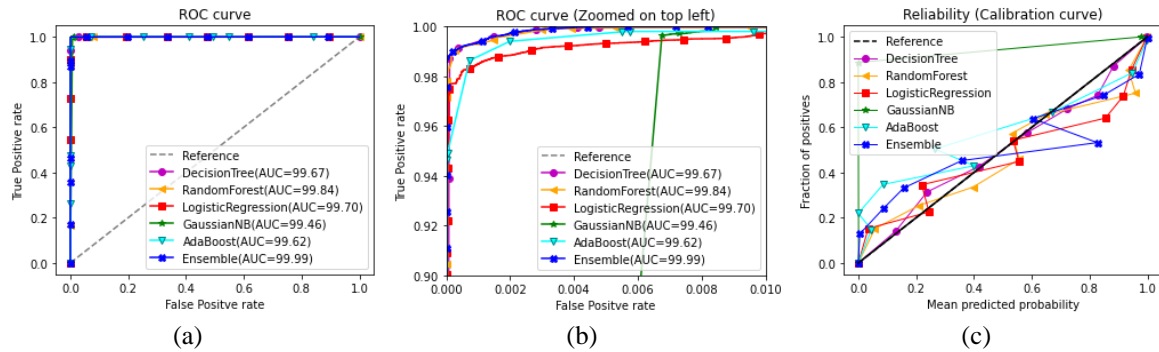 ROC curve
True Positive rate
1.0
0.8
0.6
0.4
0.2
0.0
Reference
DecisionTree(AUC=99.67)
RandomForest(AUC=99.84)
LogisticRegression(AUC=99.70)
GaussianNB(AUC=99.46)
AdaBoost(AUC=99.62)
Ensemble(AUC=99.99)
0.0 0.2 0.4 0.6 0.8 1.0
False Positve rate
(a)
ROC curve (Zoomed on top left)
True Positive rate
1.00
0.98
0.96
0.94
0.92
0.90
Reference
DecisionTree(AUC=99.67)
RandomForest(AUC=99.84)
LogisticRegression(AUC=99.70)
GaussianNB(AUC=99.46)
AdaBoost(AUC=99.62)
Ensemble(AUC=99.99)
0.000 0.002 0.004 0.006 0.008 0.010
False Positive rate
(b)
Reliability (Calibration curve)
Fraction of positives
1.0
0.8
0.6
0.4
0.2
0.0
Reference
DecisionTree
RandomForest
LogisticRegression
GaussianNB
AdaBoost
Ensemble
0.0 0.2 0.4 0.6 0.8 1.0
Mean predicted probability
(c)